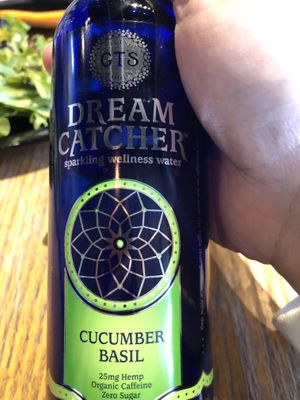 GTS
DREAM
CATCHER
sparkling wellness water
CUCUMBER
BASIL
25mg Hemp
Organic Caffeine
Zero Sugar